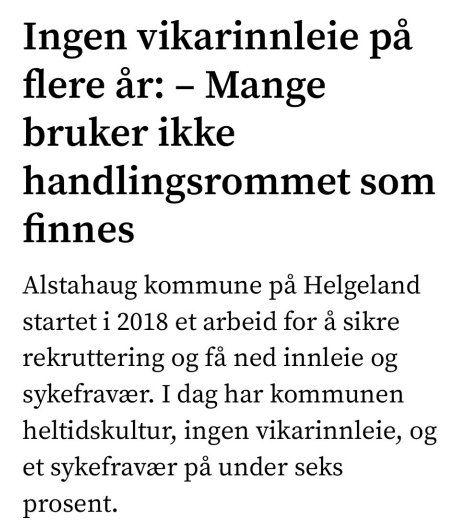 Ingen vikarinnleie på
flere år: – Mange
bruker ikke
handlingsrommet som
finnes
Alstahaug kommune på Helgeland
startet i 2018 et arbeid for å sikre
rekruttering og få ned innleie og
sykefravær. I dag har kommunen
heltidskultur, ingen vikarinnleie, og
et sykefravær på under seks
prosent.